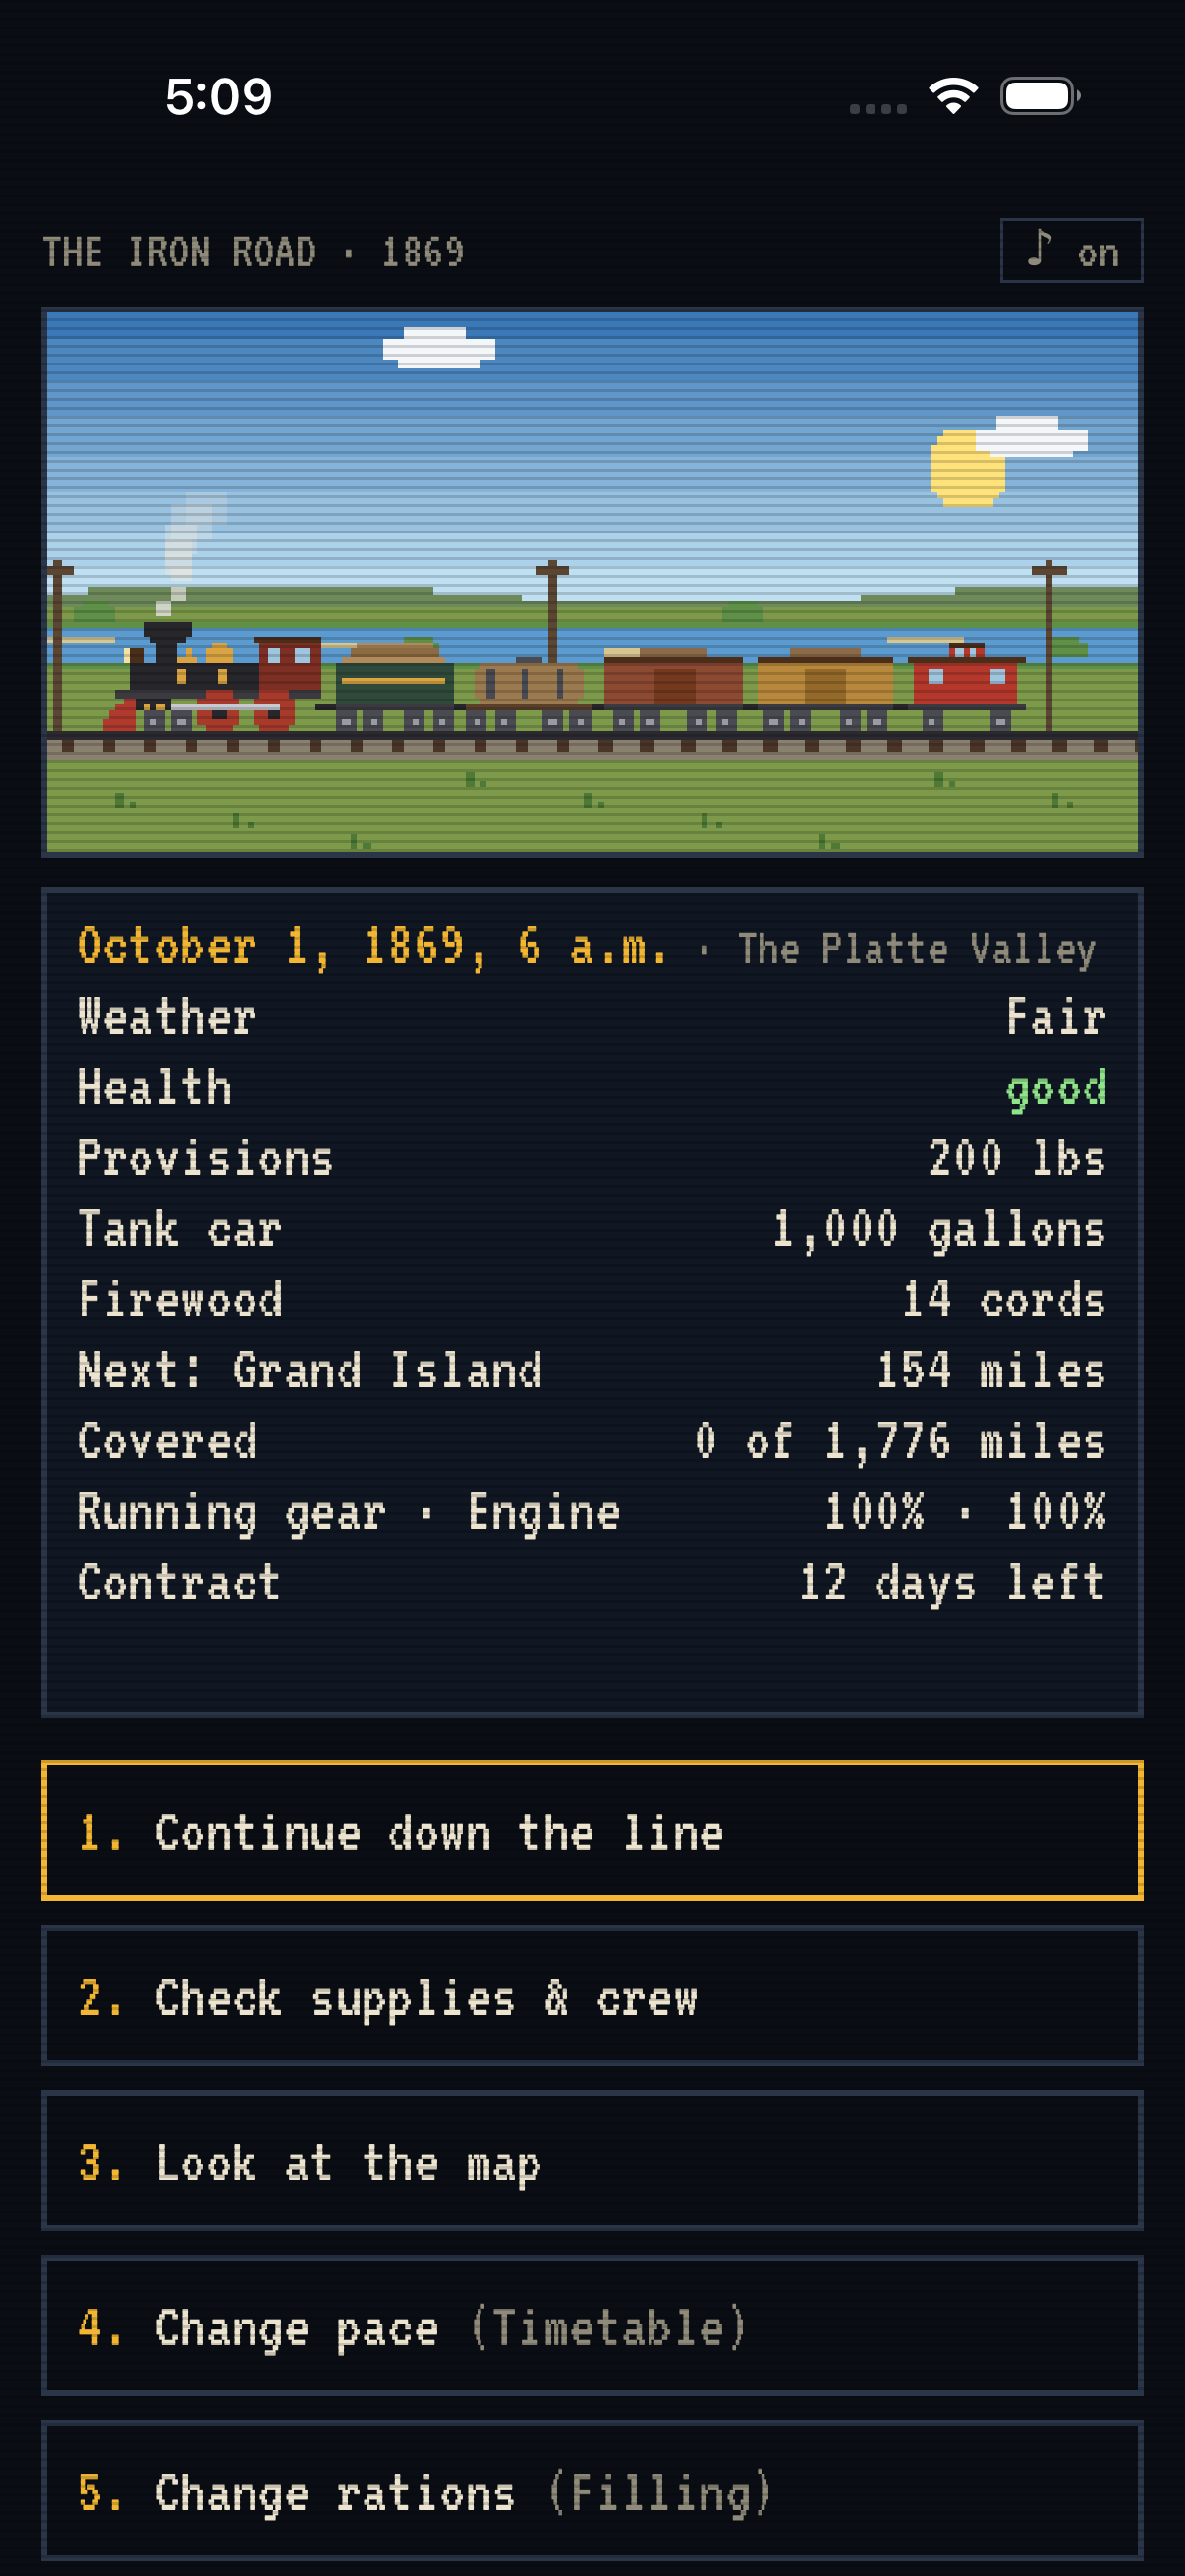 5:09
THE IRON ROAD · 1869
♪ on
October 1, 1869, 6 a.m. · The Platte Valley
Weather Fair
Health good
Provisions 200 lbs
Tank car 1,000 gallons
Firewood 14 cords
Next: Grand Island 154 miles
Covered 0 of 1,776 miles
Running gear · Engine 100% · 100%
Contract 12 days left
1. Continue down the line
2. Check supplies & crew
3. Look at the map
4. Change pace (Timetable)
5. Change rations (Filling)